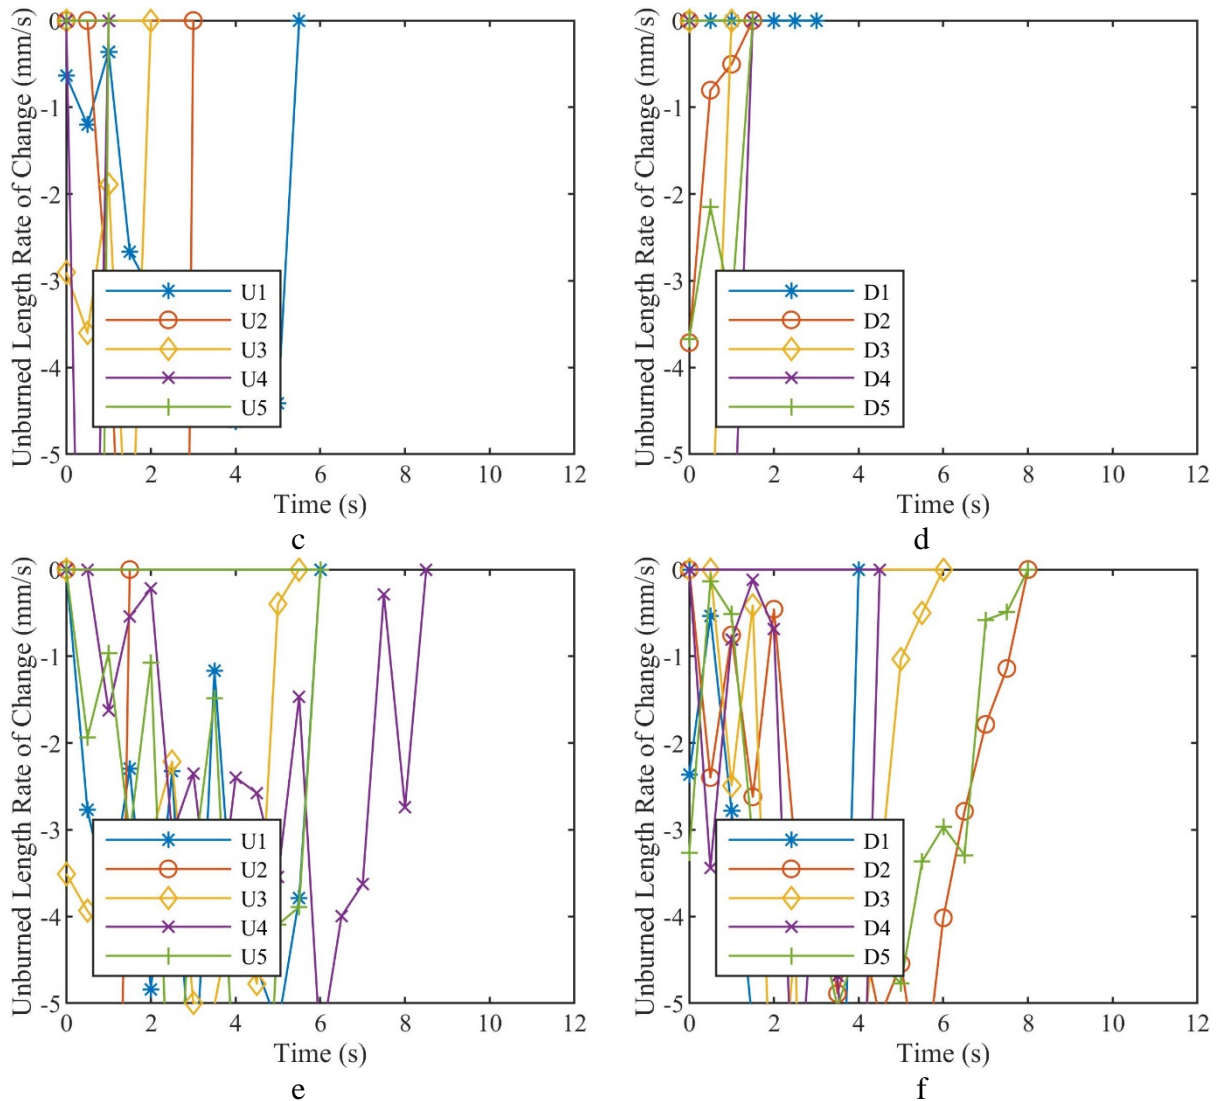 Unburned Length Rate of Change (mm/s)
0
-1
-2
-3
-4
-5
U1
U2
U3
U4
U5
0 2 4 6 8 10 12
Time (s)
c
Unburned Length Rate of Change (mm/s)
0
-1
-2
-3
-4
-5
D1
D2
D3
D4
D5
0 2 4 6 8 10 12
Time (s)
d
Unburned Length Rate of Change (mm/s)
0
-1
-2
-3
-4
-5
U1
U2
U3
U4
U5
0 2 4 6 8 10 12
Time (s)
e
Unburned Length Rate of Change (mm/s)
0
-1
-2
-3
-4
-5
D1
D2
D3
D4
D5
0 2 4 6 8 10 12
Time (s)
f